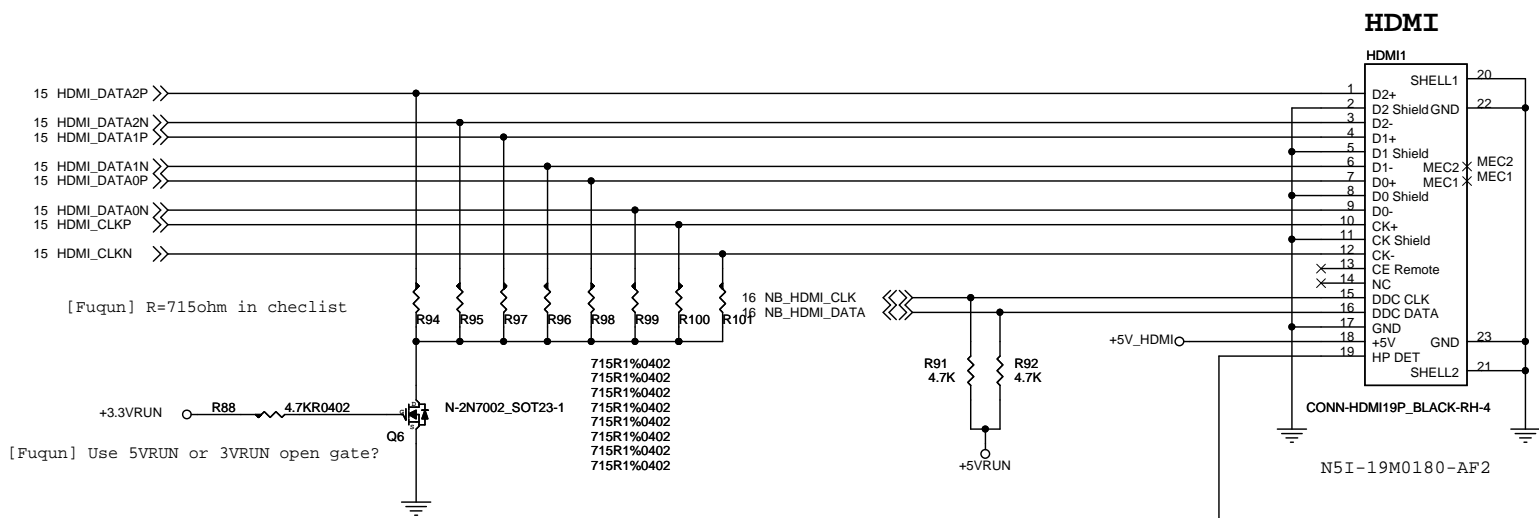 HDMI
HDMI1
15 HDMI_DATA2P
15 HDMI_DATA2N
15 HDMI_DATA1P
15 HDMI_DATA1N
15 HDMI_DATA0P
15 HDMI_DATA0N
15 HDMI_CLKP
15 HDMI_CLKN
[Fuqun] R=715ohm in checlist
R94 R95 R97 R96 R98 R99 R100 R101
16 NB_HDMI_CLK
16 NB_HDMI_DATA
715R1%0402
715R1%0402
715R1%0402
715R1%0402
715R1%0402
715R1%0402
715R1%0402
715R1%0402
+3.3VRUN
R88
4.7KR0402
G
D
S
Q6
N-2N7002_SOT23-1
[Fuqun] Use 5VRUN or 3VRUN open gate?
R91
4.7K
R92
4.7K
+5VRUN
+5V_HDMI
1 D2+
2 D2 Shield
3 D2-
4 D1+
5 D1 Shield
6 D1-
7 D0+
8 D0 Shield
9 D0-
10 CK+
11 CK Shield
12 CK-
13 CE Remote
14 NC
15 DDC CLK
16 DDC DATA
17 GND
18 +5V
19 HP DET
SHELL1 20
GND 22
MEC2 MEC2
MEC1 MEC1
GND 23
SHELL2 21
CONN-HDMI19P_BLACK-RH-4
N5I-19M0180-AF2